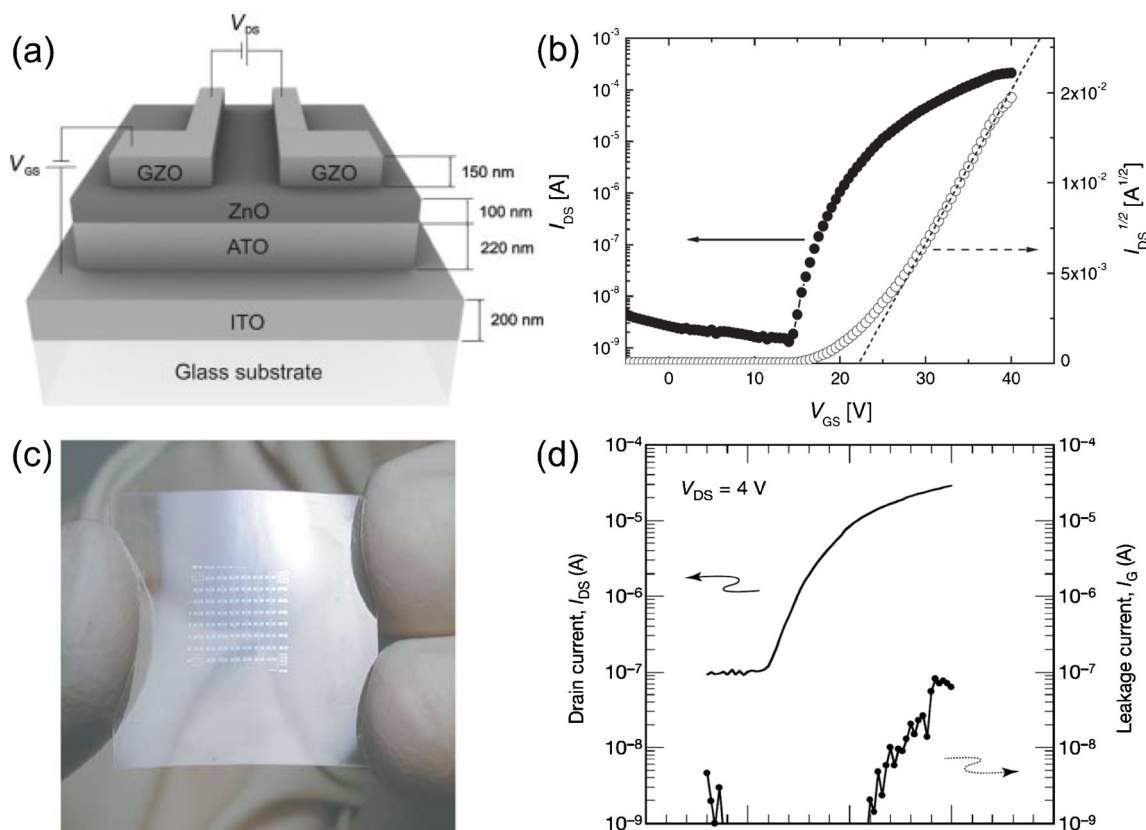 (a)
V_DS
V_GS
GZO
GZO
150 nm
ZnO
100 nm
ATO
220 nm
ITO
200 nm
Glass substrate
(b)
I_DS [A]
10⁻³
10⁻⁴
10⁻⁵
10⁻⁶
10⁻⁷
10⁻⁸
10⁻⁹
0
10
20
30
40
V_GS [V]
2x10⁻²
1x10⁻²
5x10⁻³
0
I_DS^1/2 [A^1/2]
(c)
(d)
V_DS = 4 V
Drain current, I_DS (A)
10⁻⁴
10⁻⁵
10⁻⁶
10⁻⁷
10⁻⁸
10⁻⁹
10⁻⁴
10⁻⁵
10⁻⁶
10⁻⁷
10⁻⁸
10⁻⁹
Leakage current, I_G (A)